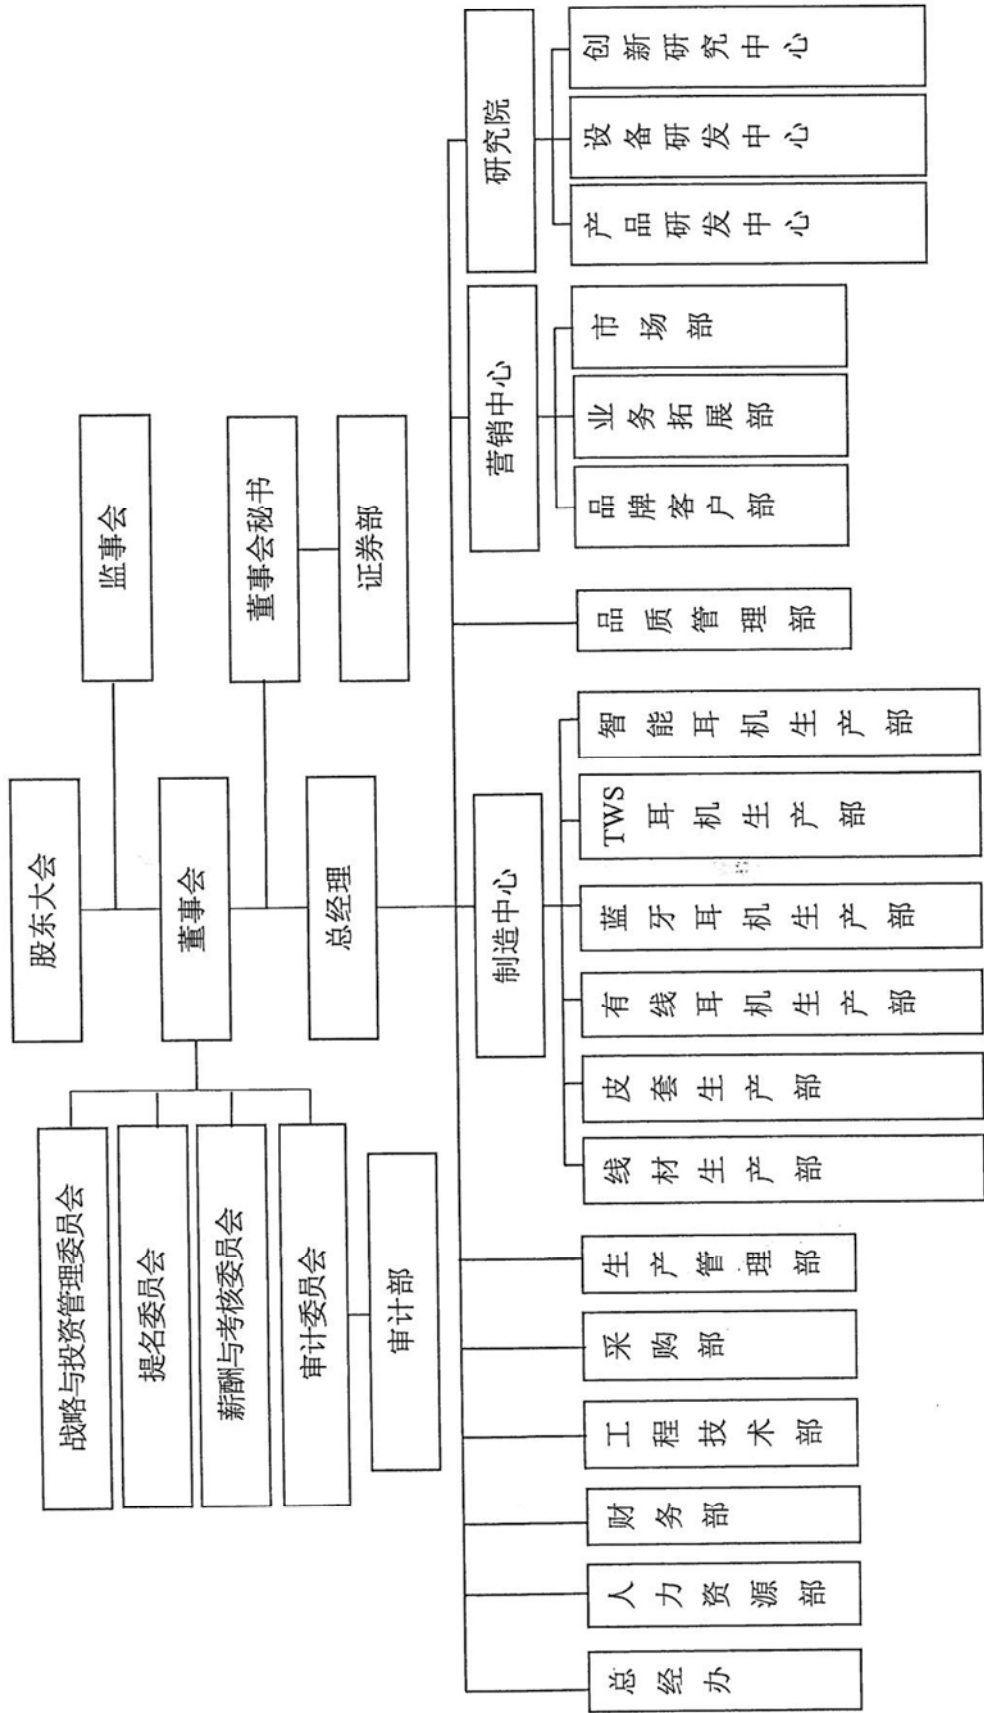 股东大会
监事会
董事会
董事会秘书
证券部
总经理
战略与投资管理委员会
提名委员会
薪酬与考核委员会
审计委员会
审计部
总经办
人力资源部
财务部
工程技术部
采购部
生产管理部
制造中心
线材生产部
皮套生产部
有线耳机生产部
蓝牙耳机生产部
TWS耳机生产部
智能耳机生产部
品质管理部
营销中心
品牌客户部
业务拓展部
市场部
研究院
产品研发中心
设备研发中心
创新研究中心